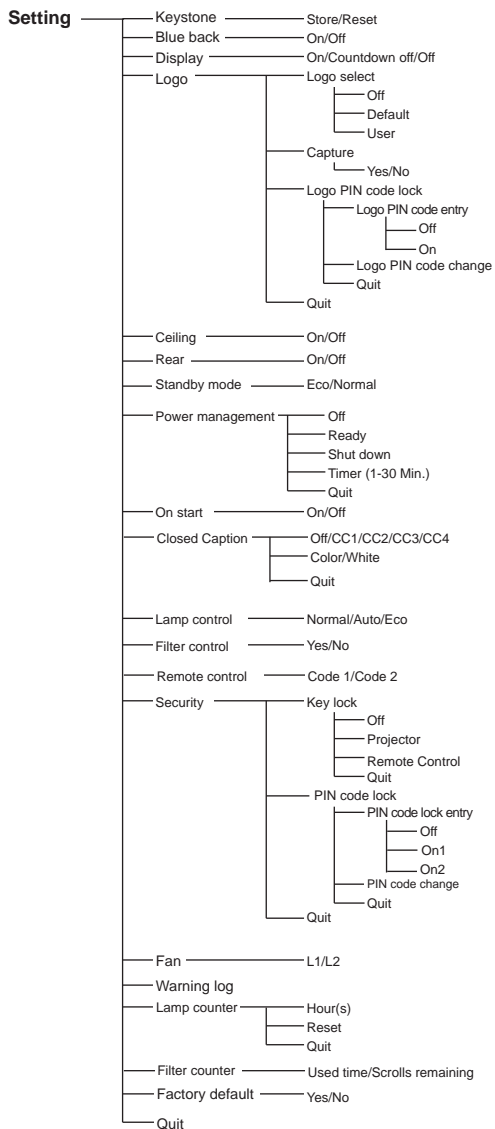 Setting
Keystone Store/Reset
Blue back On/Off
Display On/Countdown off/Off
Logo Logo select
Off
Default
User
Capture
Yes/No
Logo PIN code lock
Logo PIN code entry
Off
On
Logo PIN code change
Quit
Quit
Ceiling On/Off
Rear On/Off
Standby mode Eco/Normal
Power management Off
Ready
Shut down
Timer (1-30 Min.)
Quit
On start On/Off
Closed Caption Off/CC1/CC2/CC3/CC4
Color/White
Quit
Lamp control Normal/Auto/Eco
Filter control Yes/No
Remote control Code 1/Code 2
Security Key lock
Off
Projector
Remote Control
Quit
PIN code lock
PIN code lock entry
Off
On1
On2
PIN code change
Quit
Quit
Fan L1/L2
Warning log
Lamp counter Hour(s)
Reset
Quit
Filter counter Used time/Scrolls remaining
Factory default Yes/No
Quit